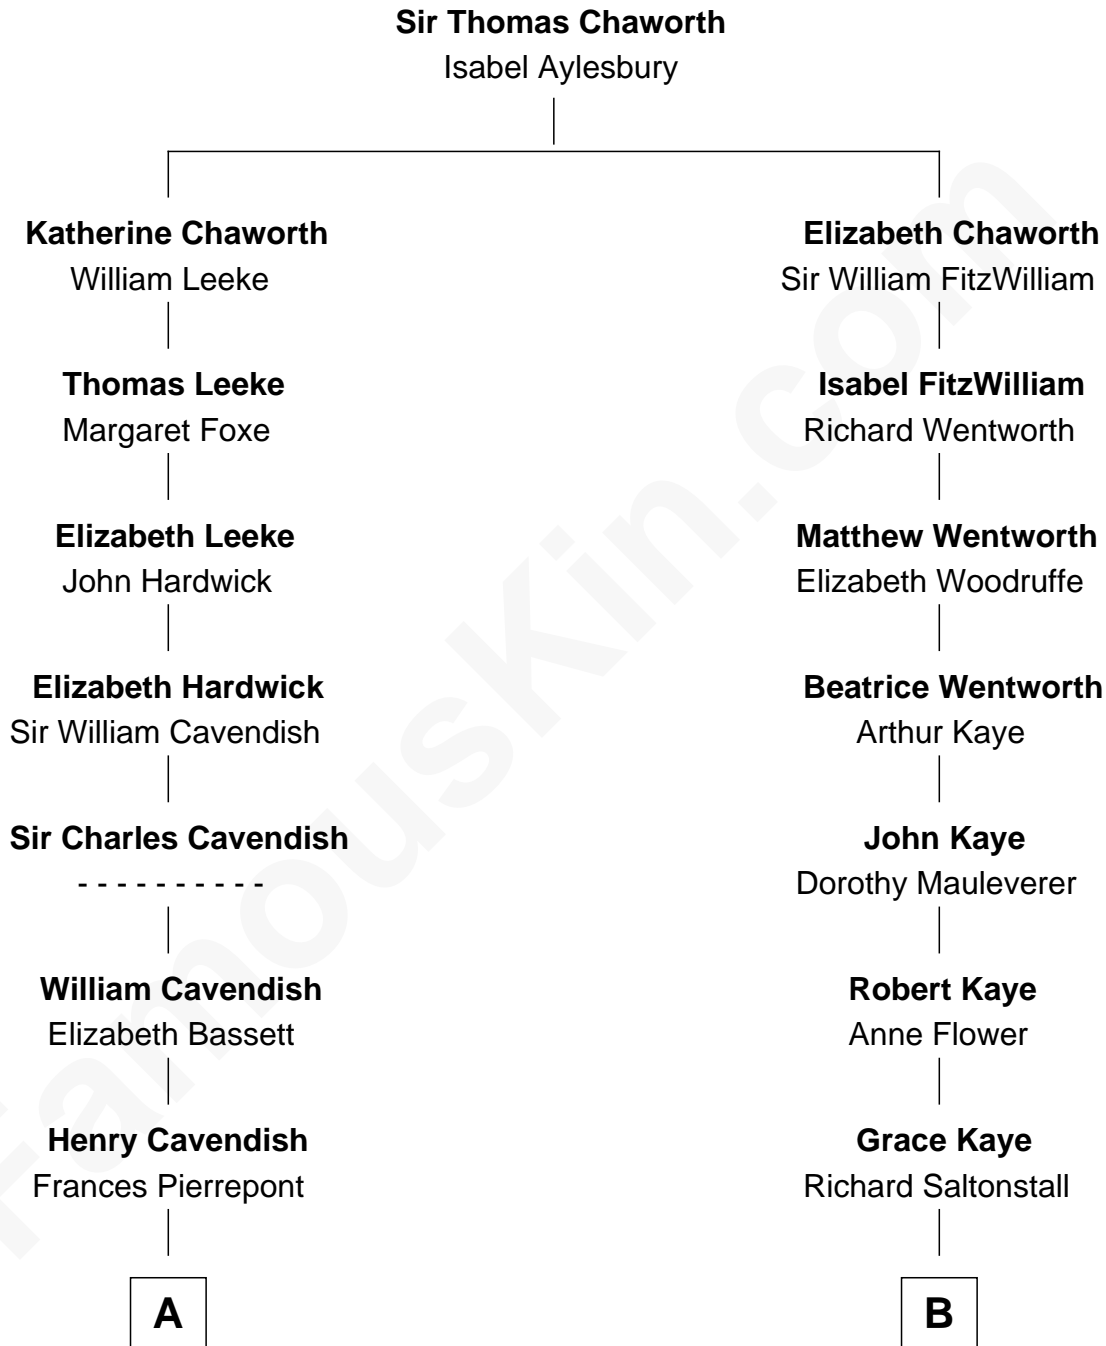 Sir Thomas Chaworth
Isabel Aylesbury
Katherine Chaworth
William Leeke
Elizabeth Chaworth
Sir William FitzWilliam
Thomas Leeke
Margaret Foxe
Isabel FitzWilliam
Richard Wentworth
Elizabeth Leeke
John Hardwick
Matthew Wentworth
Elizabeth Woodruffe
Elizabeth Hardwick
Sir William Cavendish
Beatrice Wentworth
Arthur Kaye
Sir Charles Cavendish
- - - - - - - - - -
John Kaye
Dorothy Mauleverer
William Cavendish
Elizabeth Bassett
Robert Kaye
Anne Flower
Henry Cavendish
Frances Pierrepont
Grace Kaye
Richard Saltonstall
A
B
FamousKin.com